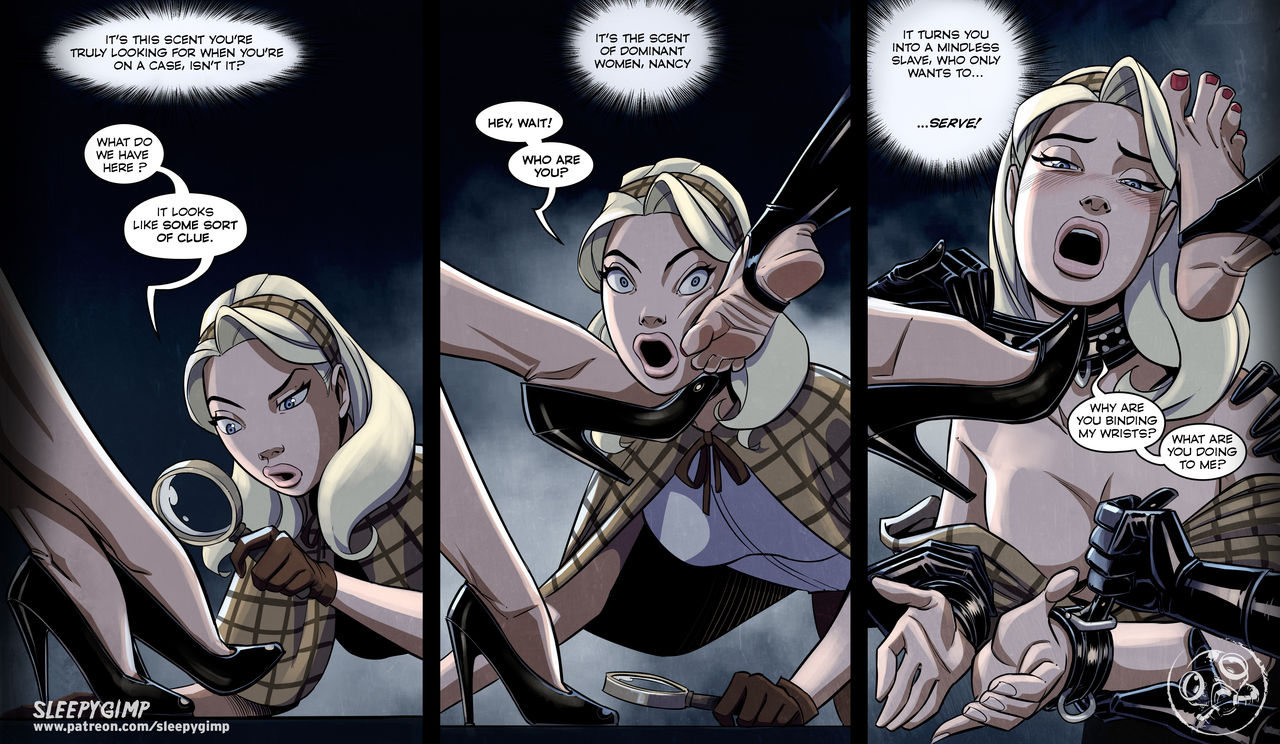 IT'S THIS SCENT YOU'RE
TRULY LOOKING FOR WHEN YOU'RE
ON A CASE, ISN'T IT?
WHAT DO
WE HAVE
HERE ?
IT LOOKS
LIKE SOME SORT
OF CLUE.
IT'S THE SCENT
OF DOMINANT
WOMEN, NANCY
HEY, WAIT!
WHO ARE
YOU?
IT TURNS YOU
INTO A MINDLESS
SLAVE, WHO ONLY
WANTS TO...
...SERVE!
WHY ARE
YOU BINDING
MY WRISTS?
WHAT ARE
YOU DOING
TO ME?
SLEEPYGIMP
www.patreon.com/sleepygimp